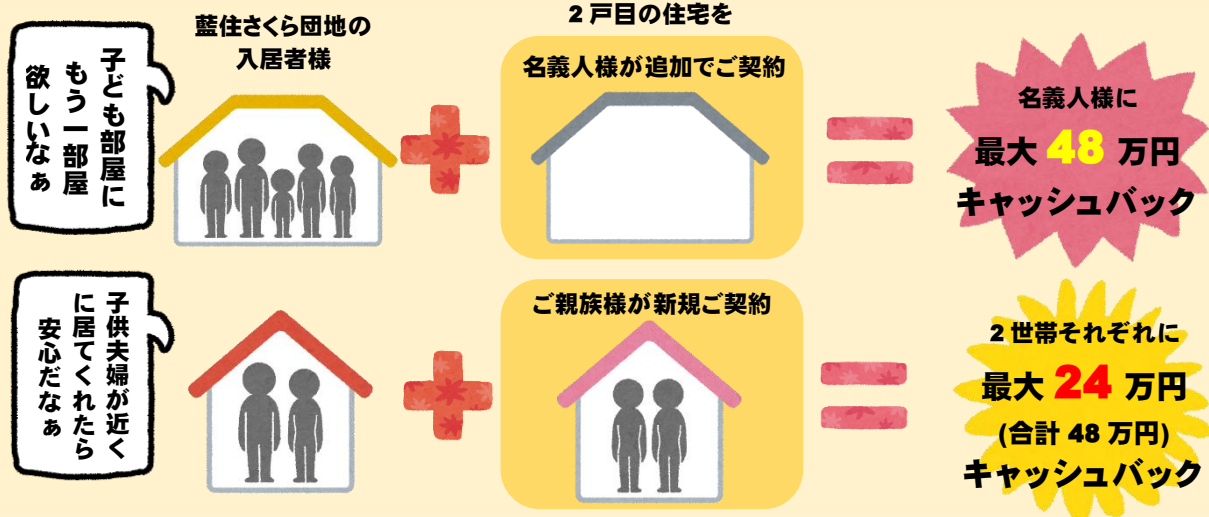 子ども部屋に
もう一部屋
欲しいなぁ
藍住さくら団地の
入居者様
2戸目の住宅を
名義人様が追加でご契約
名義人様に
最大 48 万円
キャッシュバック
子供夫婦が近く
に居てくれたら
安心だなぁ
ご親族様が新規ご契約
2世帯それぞれに
最大 24 万円
(合計 48 万円)
キャッシュバック